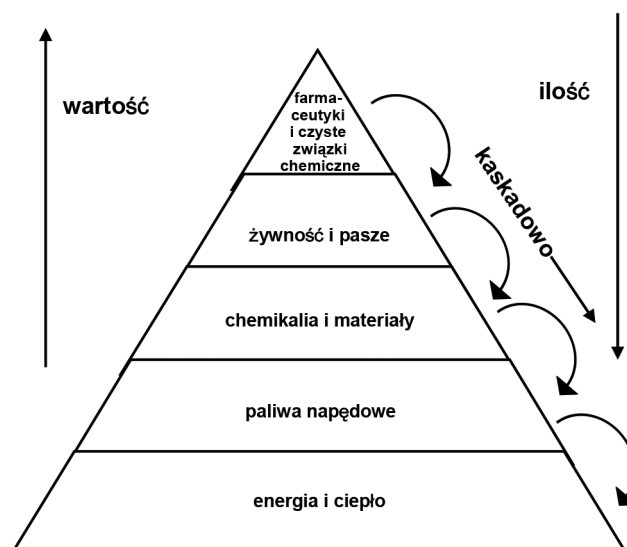 wartość
ilość
farma-
ceutyki
i czyste
związki
chemiczne
kaskadowo
żywność i pasze
chemikalia i materiały
paliwa napędowe
energia i ciepło